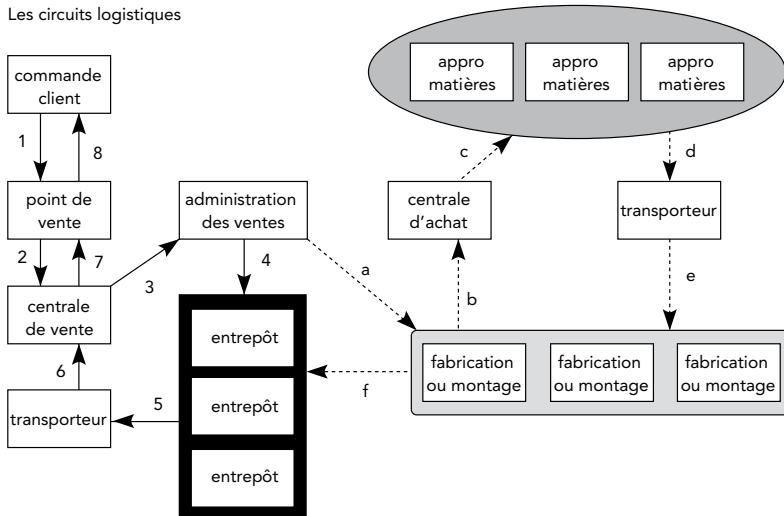 Les circuits logistiques
commande
client
1
8
point de
vente
2
7
centrale
de vente
3
6
transporteur
5
administration
des ventes
4
entrepôt
entrepôt
entrepôt
a
appro
matières
appro
matières
appro
matières
c
d
centrale
d’achat
transporteur
b
e
fabrication
ou montage
fabrication
ou montage
fabrication
ou montage
f